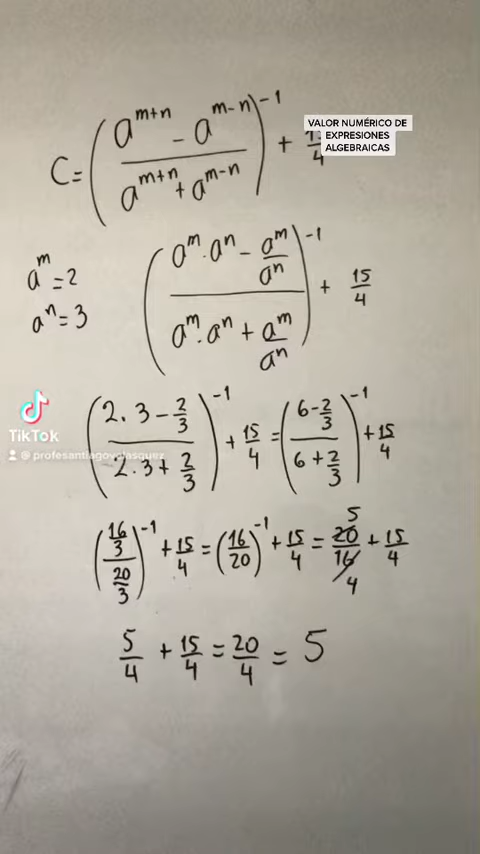 VALOR NUMÉRICO DE
EXPRESIONES
ALGEBRAICAS
C = ((a^{m+n} - a^{m-n}) / (a^{m+n} + a^{m-n}))^{-1} + 15/4
a^m = 2
a^n = 3
((a^m . a^n - a^m/a^n) / (a^m . a^n + a^m/a^n))^{-1} + 15/4
((2.3 - 2/3) / (2.3 + 2/3))^{-1} + 15/4 = ((6 - 2/3) / (6 + 2/3))^{-1} + 15/4
TikTok
@ profesantiagovelasquez
((16/3) / (20/3))^{-1} + 15/4 = (16/20)^{-1} + 15/4 = 20/16 5 4 + 15/4
5/4 + 15/4 = 20/4 = 5